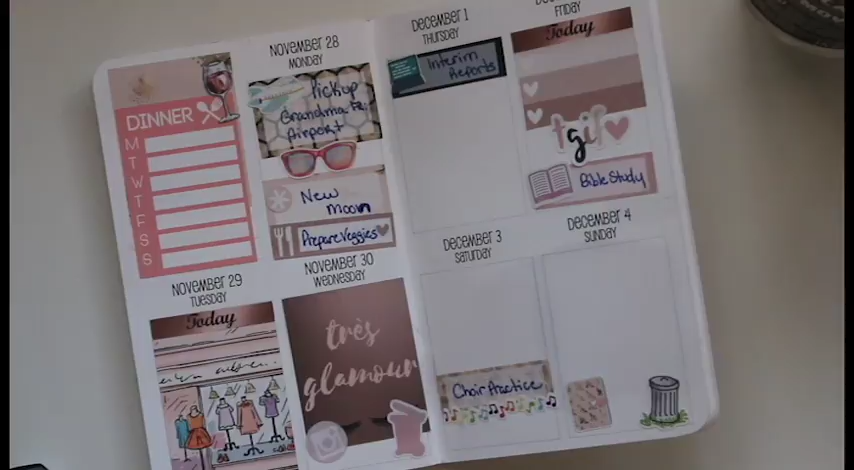 DINNER
M
T
W
T
F
S
S
NOVEMBER 28
MONDAY
Pickup
Grandma
Airport
New
Moon
Prepare Veggies
NOVEMBER 29
TUESDAY
Today
NOVEMBER 30
WEDNESDAY
très
glamour
DECEMBER 1
THURSDAY
Interim
Reports
FRIDAY
Today
tgif
Bible Study
DECEMBER 3
SATURDAY
Choir Practice
DECEMBER 4
SUNDAY